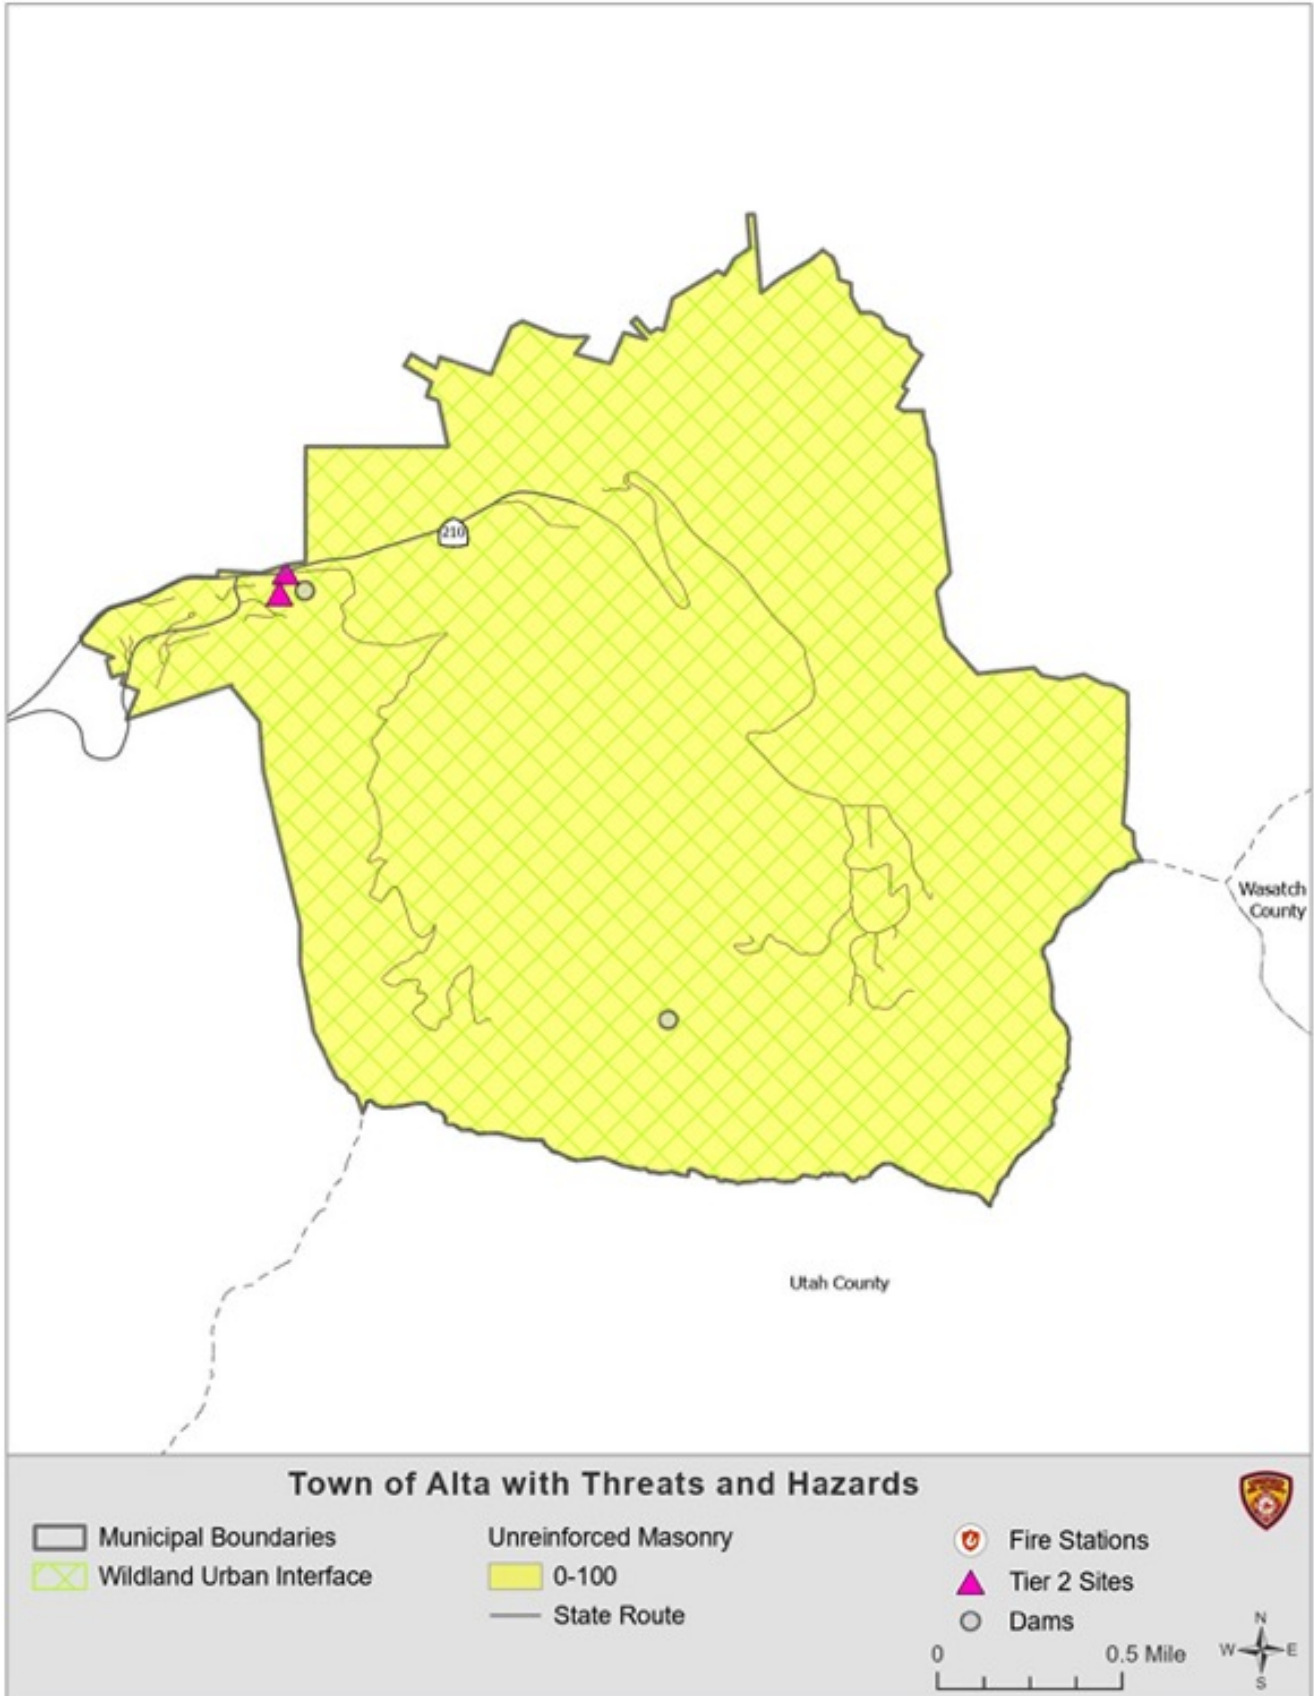 210
Wasatch
County
Utah County
Town of Alta with Threats and Hazards
Municipal Boundaries
Wildland Urban Interface
Unreinforced Masonry
0-100
State Route
Fire Stations
Tier 2 Sites
Dams
0 0.5 Mile
N
W E
S